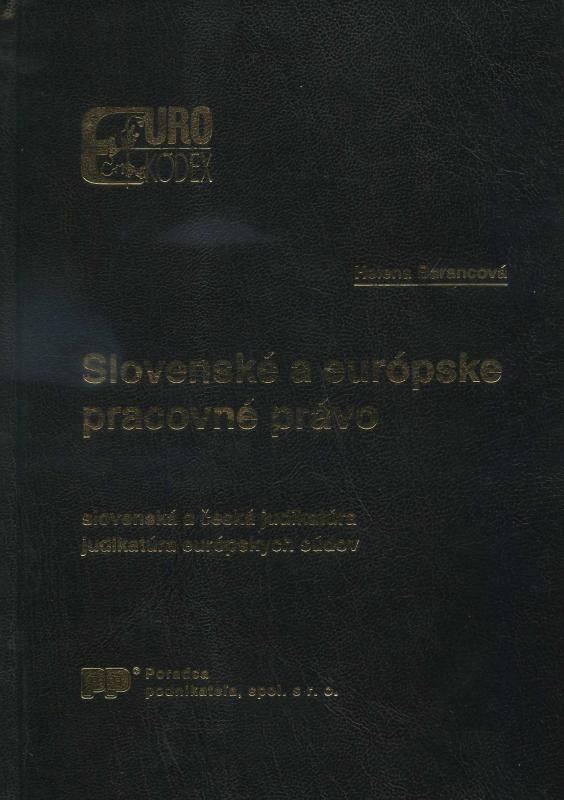 EURO
KÓDEX
Helena Barancová
Slovenské a európske
pracovné právo
slovenská a česká judikatúra
judikatúra európskych súdov
PP Poradca
podnikateľa, spol. s r. o.